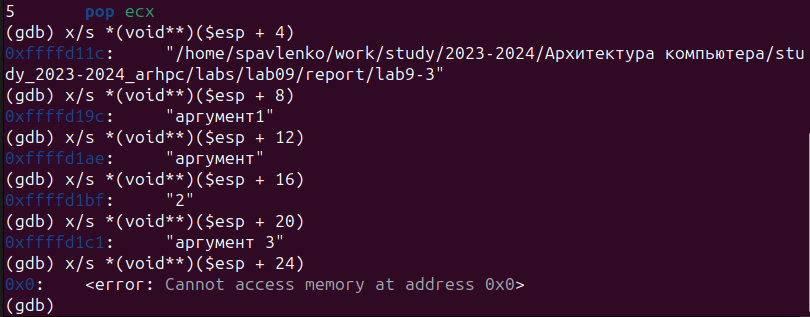 5       pop ecx
(gdb) x/s *(void**)($esp + 4)
0xffffd11c:     "/home/spavlenko/work/study/2023-2024/Архитектура компьютера/stu
dy_2023-2024_arhpc/labs/lab09/report/lab9-3"
(gdb) x/s *(void**)($esp + 8)
0xffffd19c:     "аргумент1"
(gdb) x/s *(void**)($esp + 12)
0xffffd1ae:     "аргумент"
(gdb) x/s *(void**)($esp + 16)
0xffffd1bf:     "2"
(gdb) x/s *(void**)($esp + 20)
0xffffd1c1:     "аргумент 3"
(gdb) x/s *(void**)($esp + 24)
0x0:    <error: Cannot access memory at address 0x0>
(gdb)